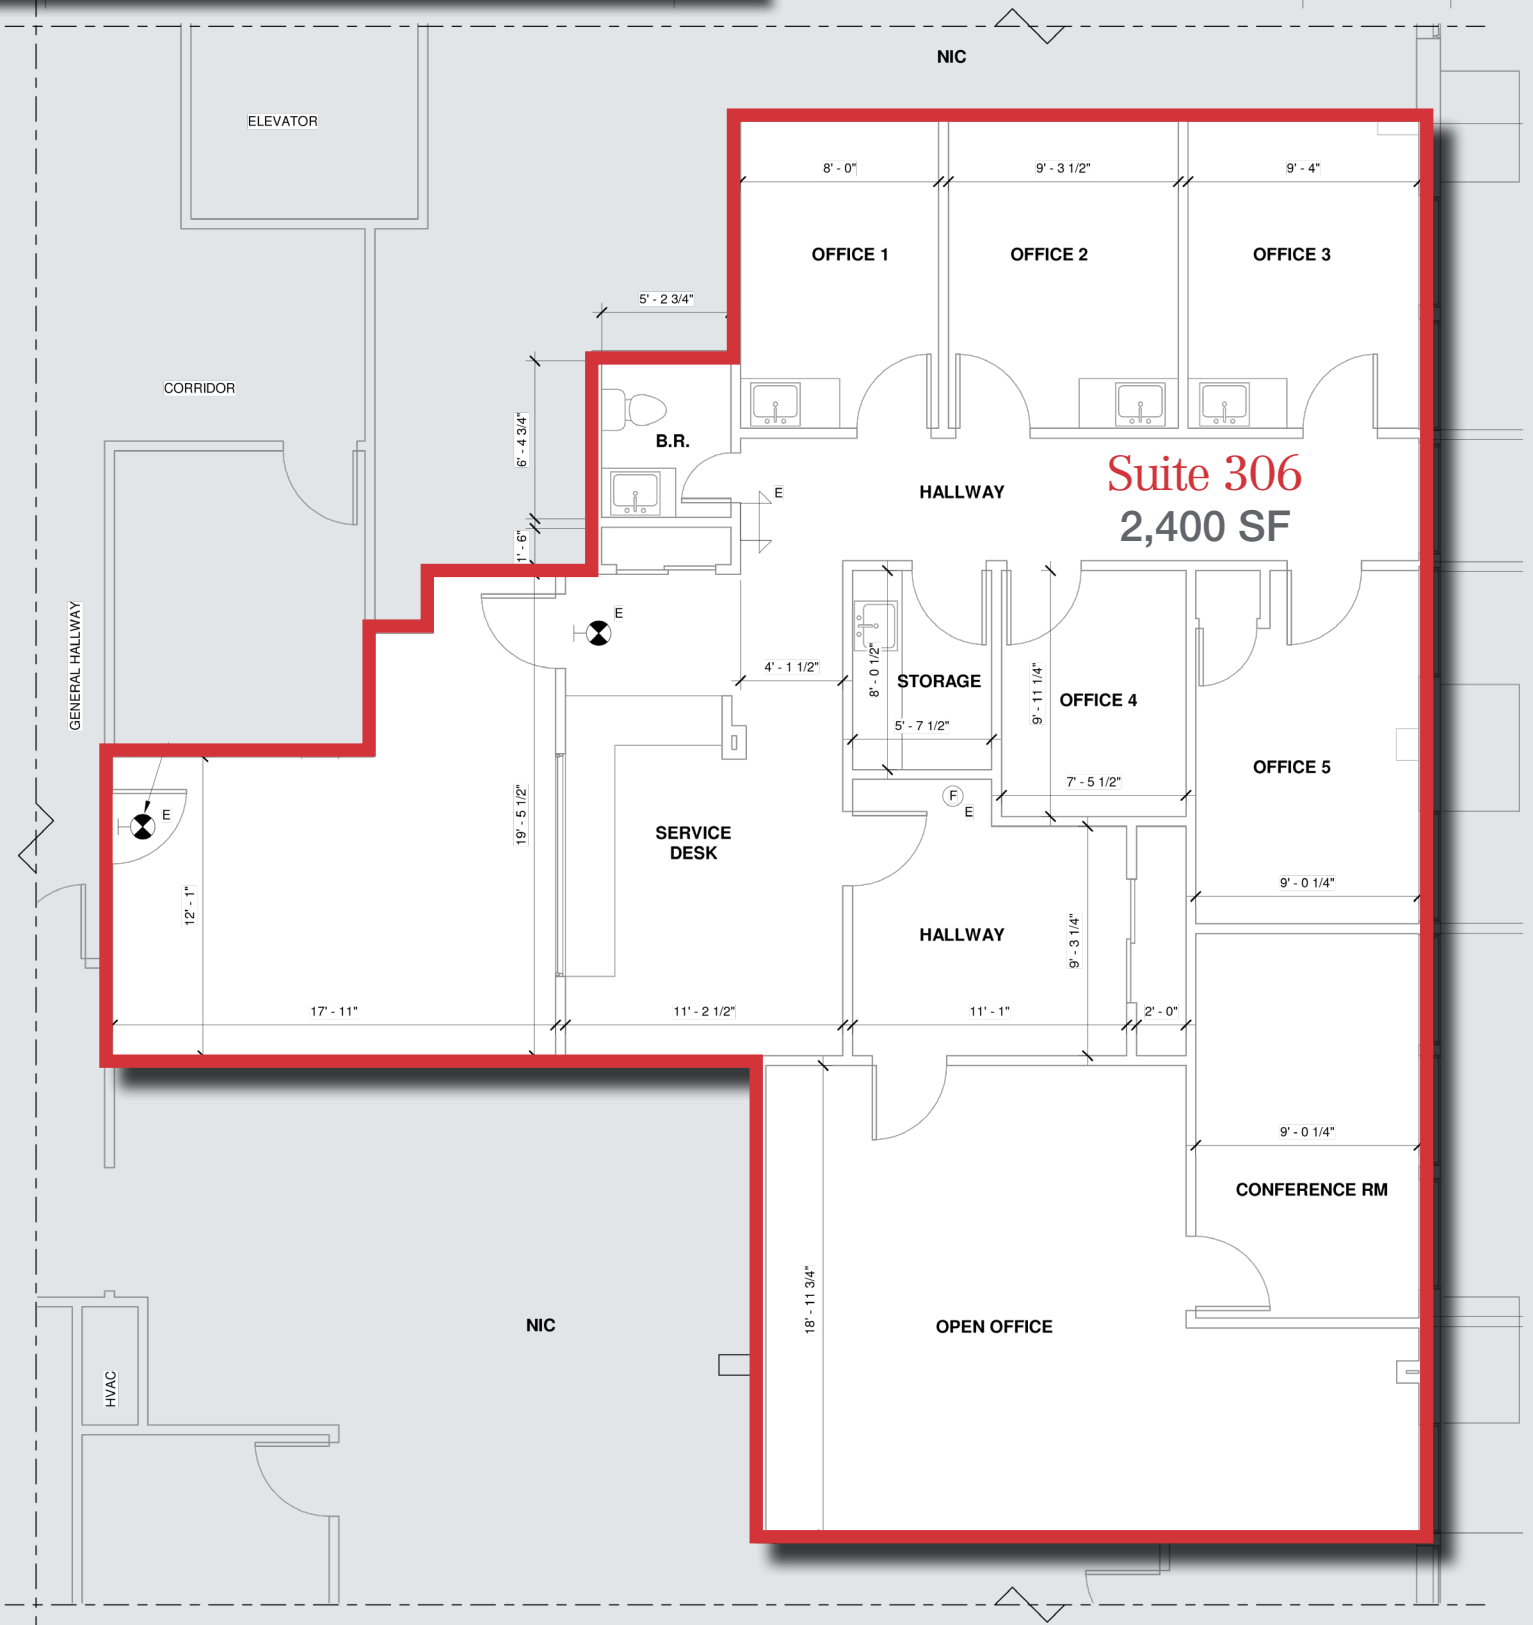 NIC
ELEVATOR
8' - 0"
9' - 3 1/2"
9' - 4"
OFFICE 1
OFFICE 2
OFFICE 3
5' - 2 3/4"
CORRIDOR
6' - 4 3/4"
B.R.
Suite 306
2,400 SF
HALLWAY
E
1' - 6"
E
GENERAL HALLWAY
4' - 1 1/2"
8' - 0 1/2"
STORAGE
5' - 7 1/2"
9' - 11 1/4"
OFFICE 4
7' - 5 1/2"
OFFICE 5
F
E
E
19' - 5 1/2"
SERVICE
DESK
12' - 1"
9' - 0 1/4"
HALLWAY
9' - 3 1/4"
17' - 11"
11' - 2 1/2"
11' - 1"
2' - 0"
9' - 0 1/4"
CONFERENCE RM
18' - 11 3/4"
NIC
OPEN OFFICE
HVAC